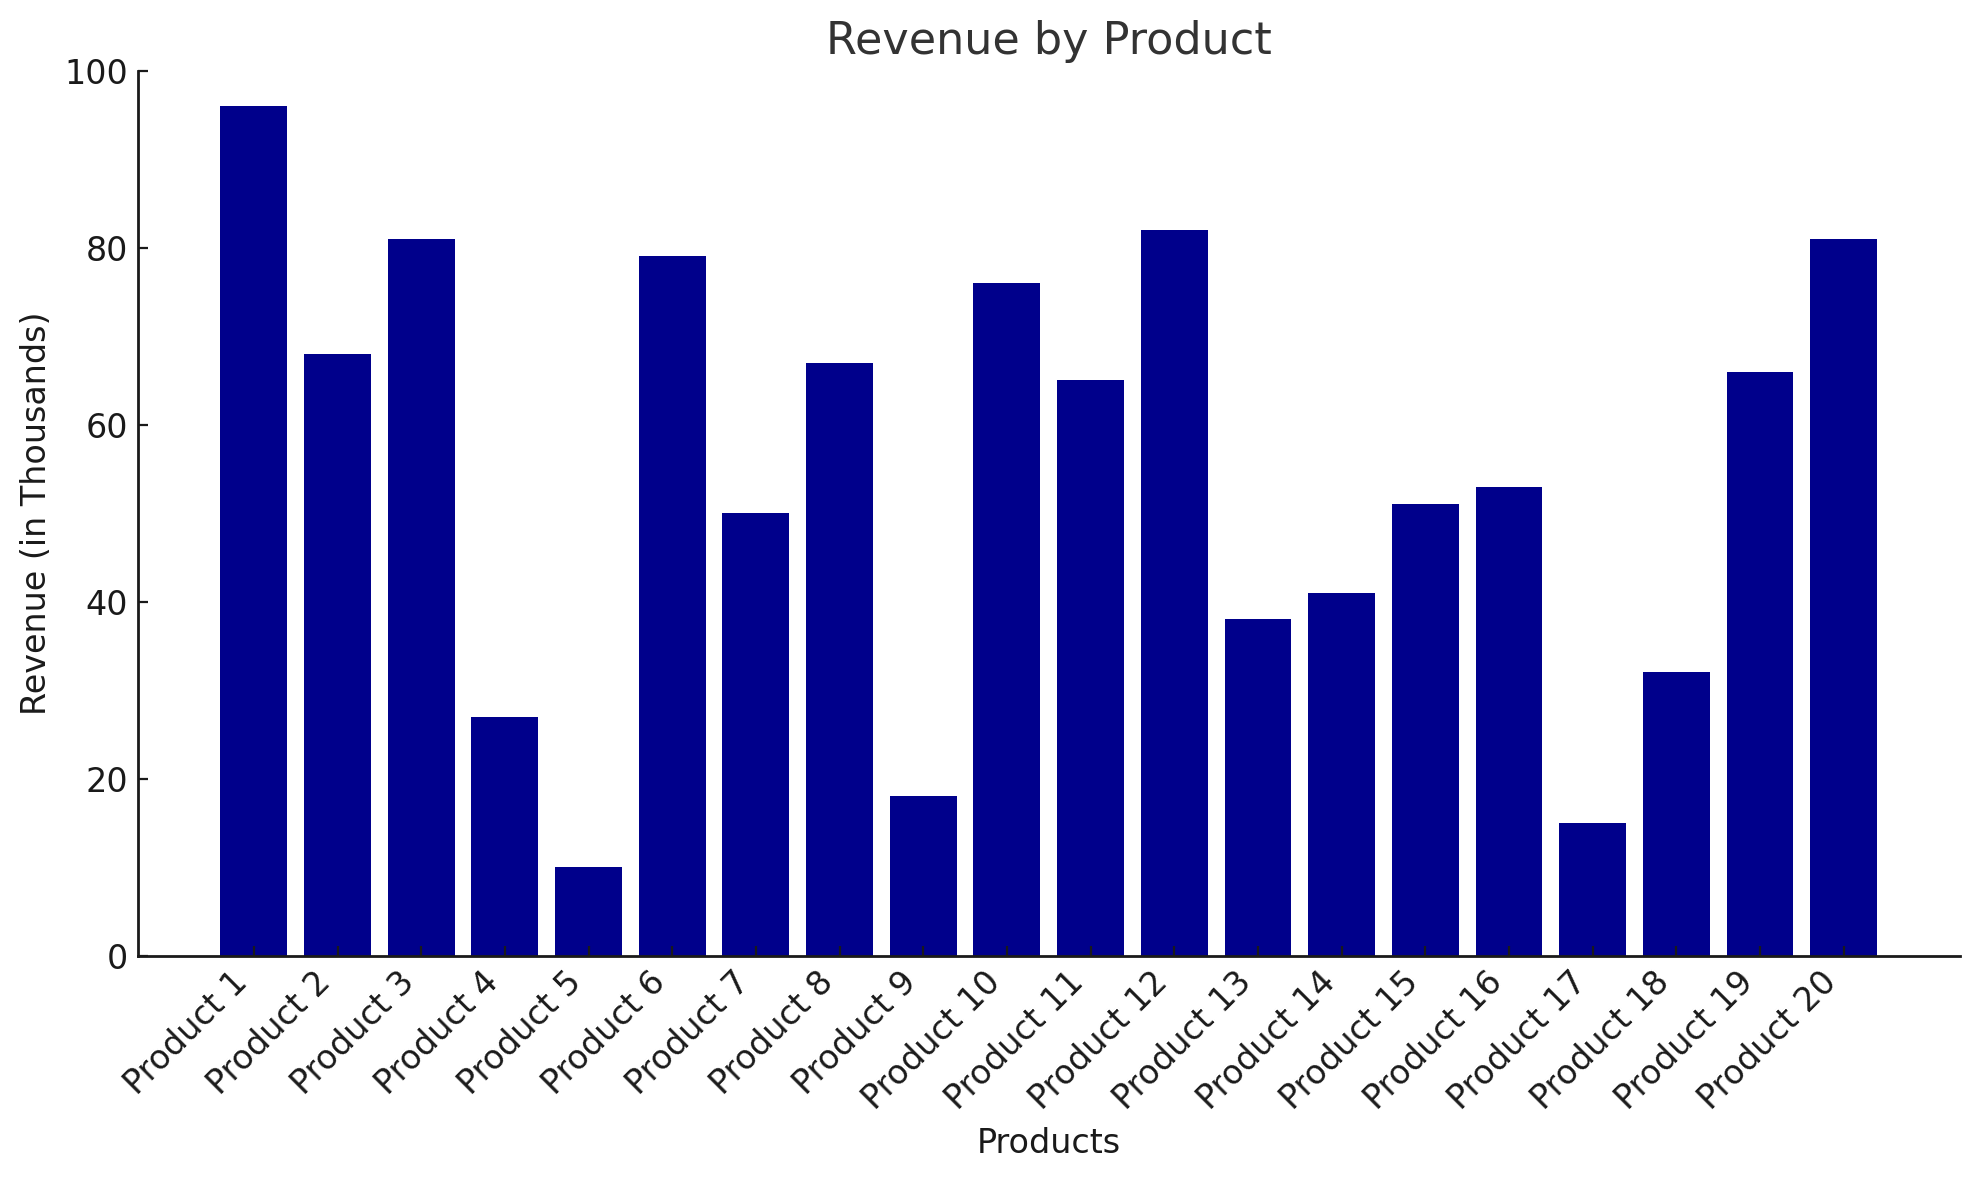 Revenue by Product
Revenue (in Thousands)
100
80
60
40
20
0
Product 1
Product 2
Product 3
Product 4
Product 5
Product 6
Product 7
Product 8
Product 9
Product 10
Product 11
Product 12
Product 13
Product 14
Product 15
Product 16
Product 17
Product 18
Product 19
Product 20
Products